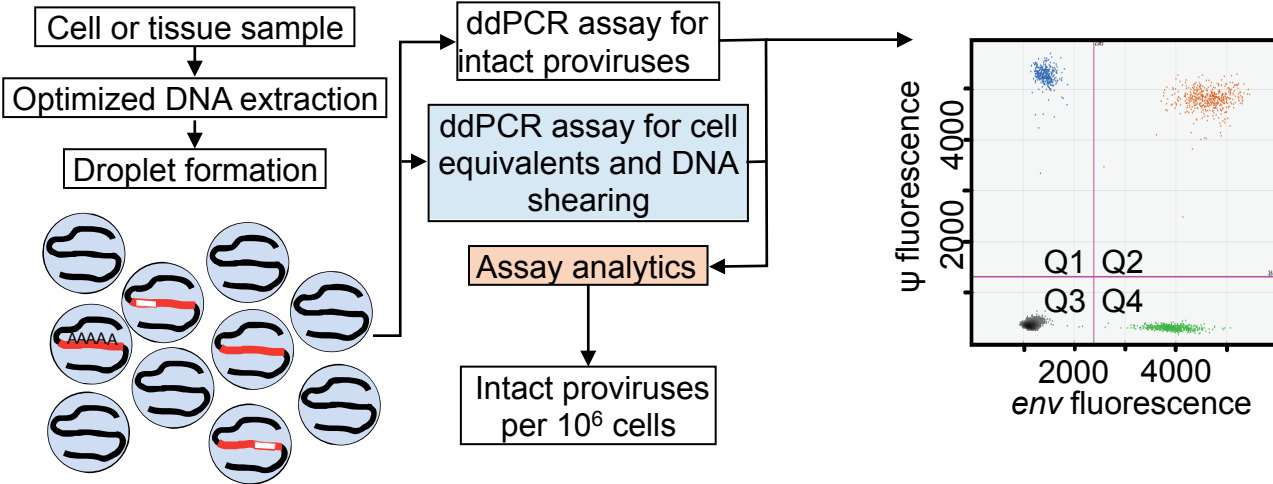 Cell or tissue sample
Optimized DNA extraction
Droplet formation
AAAAA
ddPCR assay for
intact proviruses
ddPCR assay for cell
equivalents and DNA
shearing
Assay analytics
Intact proviruses
per 10⁶ cells
Ψ fluorescence
4000
2000
Q1 Q2
Q3 Q4
2000 4000
env fluorescence